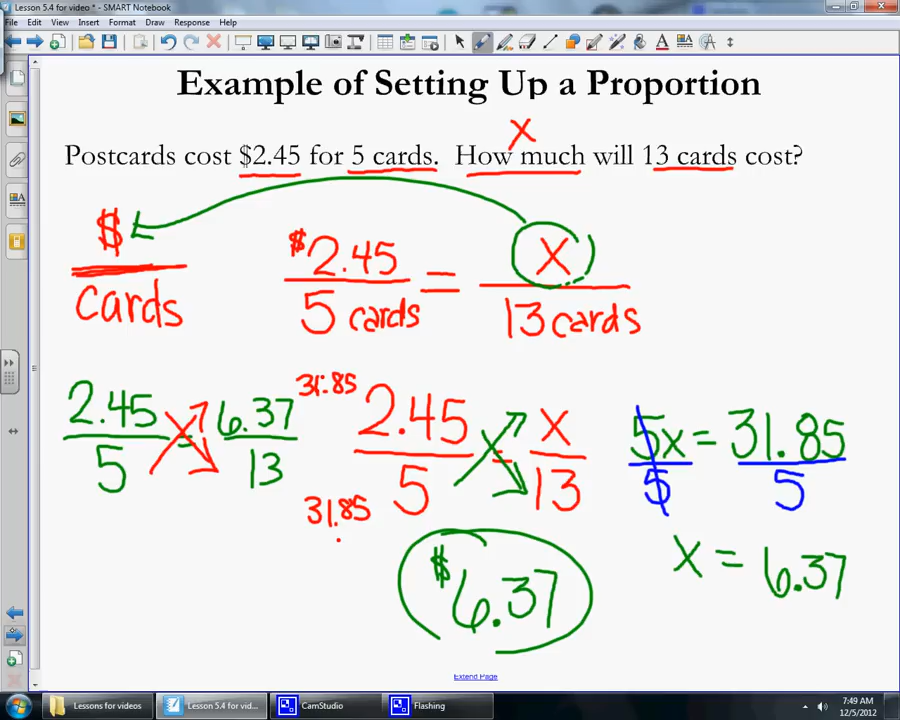 Lesson 5.4 for video * - SMART Notebook
File Edit View Insert Format Draw Response Help
Example of Setting Up a Proportion
X
Postcards cost $2.45 for 5 cards. How much will 13 cards cost?
$
cards
$2.45 = X
5 cards 13 cards
31.85
2.45 = 6.37
5 13
2.45 = X
5 13
31.85
5x = 31.85
5 5
x = 6.37
$6.37
Extend Page
Lessons for videos
Lesson 5.4 for vid...
CamStudio
Flashing
7:49 AM
12/5/2012